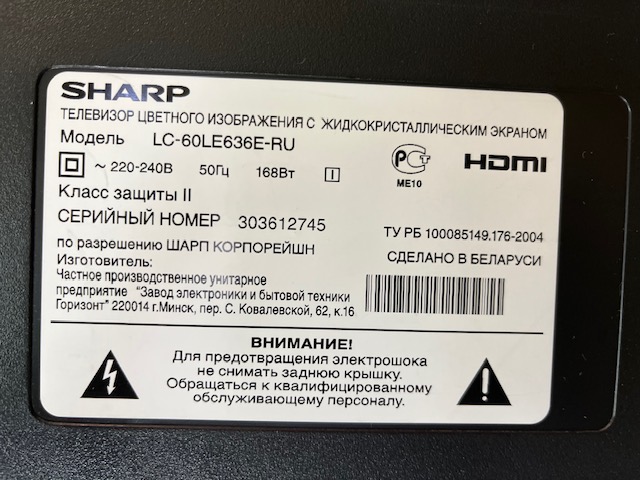 SHARP
ТЕЛЕВИЗОР ЦВЕТНОГО ИЗОБРАЖЕНИЯ С ЖИДКОКРИСТАЛЛИЧЕСКИМ ЭКРАНОМ
Модель LC-60LE636E-RU
~ 220-240В 50Гц 168Вт I
РСТ
МЕ10
HDMI
Класс защиты II
СЕРИЙНЫЙ НОМЕР 303612745
ТУ РБ 100085149.176-2004
по разрешению ШАРП КОРПОРЕЙШН
СДЕЛАНО В БЕЛАРУСИ
Изготовитель:
Частное производственное унитарное
предприятие "Завод электроники и бытовой техники
Горизонт" 220014 г.Минск, пер. С. Ковалевской, 62, к.16
ВНИМАНИЕ!
Для предотвращения электрошока
не снимать заднюю крышку.
Обращаться к квалифицированному
обслуживающему персоналу.